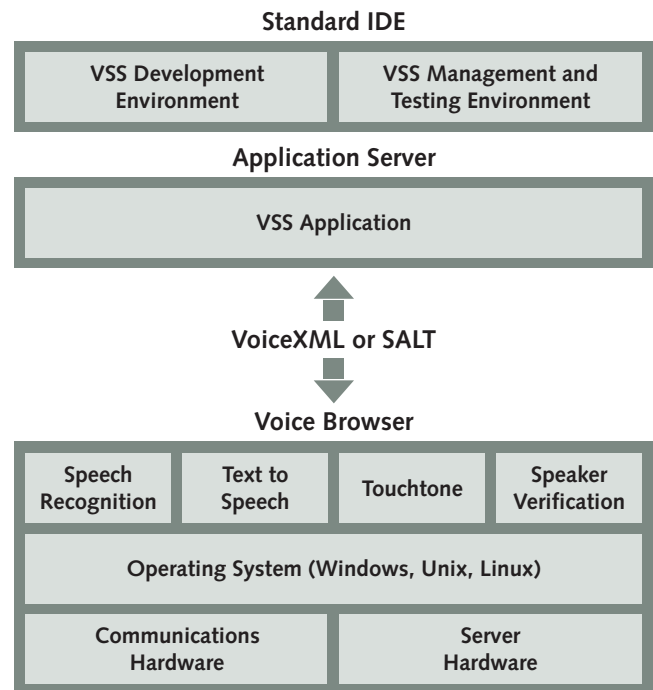 Standard IDE
VSS Development
Environment
VSS Management and
Testing Environment
Application Server
VSS Application
VoiceXML or SALT
Voice Browser
Speech
Recognition
Text to
Speech
Touchtone
Speaker
Verification
Operating System (Windows, Unix, Linux)
Communications
Hardware
Server
Hardware